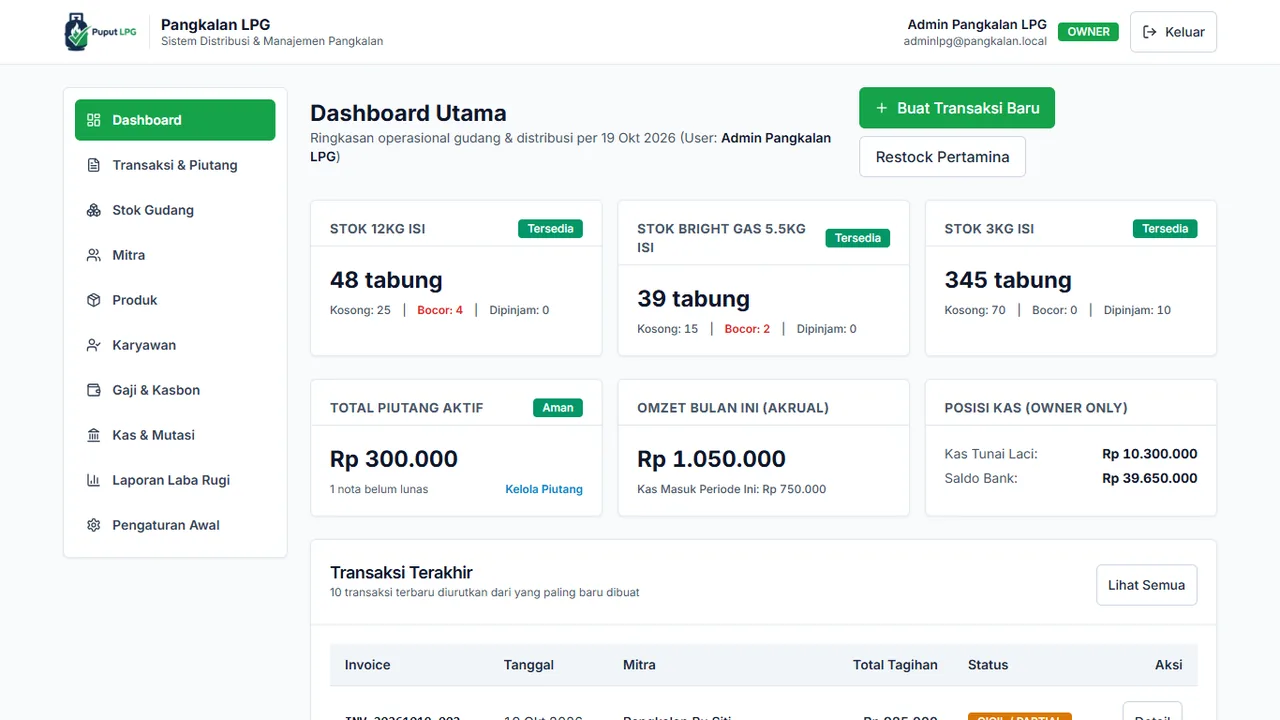 Puput LPG
Pangkalan LPG
Sistem Distribusi & Manajemen Pangkalan
Admin Pangkalan LPG
adminlpg@pangkalan.local
OWNER
Keluar
Dashboard
Transaksi & Piutang
Stok Gudang
Mitra
Produk
Karyawan
Gaji & Kasbon
Kas & Mutasi
Laporan Laba Rugi
Pengaturan Awal
Dashboard Utama
Ringkasan operasional gudang & distribusi per 19 Okt 2026 (User: Admin Pangkalan
LPG)
+ Buat Transaksi Baru
Restock Pertamina
STOK 12KG ISI
Tersedia
48 tabung
Kosong: 25 | Bocor: 4 | Dipinjam: 0
STOK BRIGHT GAS 5.5KG
ISI
Tersedia
39 tabung
Kosong: 15 | Bocor: 2 | Dipinjam: 0
STOK 3KG ISI
Tersedia
345 tabung
Kosong: 70 | Bocor: 0 | Dipinjam: 10
TOTAL PIUTANG AKTIF
Aman
Rp 300.000
1 nota belum lunas
Kelola Piutang
OMZET BULAN INI (AKRUAL)
Rp 1.050.000
Kas Masuk Periode Ini: Rp 750.000
POSISI KAS (OWNER ONLY)
Kas Tunai Laci: Rp 10.300.000
Saldo Bank: Rp 39.650.000
Transaksi Terakhir
10 transaksi terbaru diurutkan dari yang paling baru dibuat
Lihat Semua
Invoice Tanggal Mitra Total Tagihan Status Aksi
Pangkalan Bu Siti
Detail